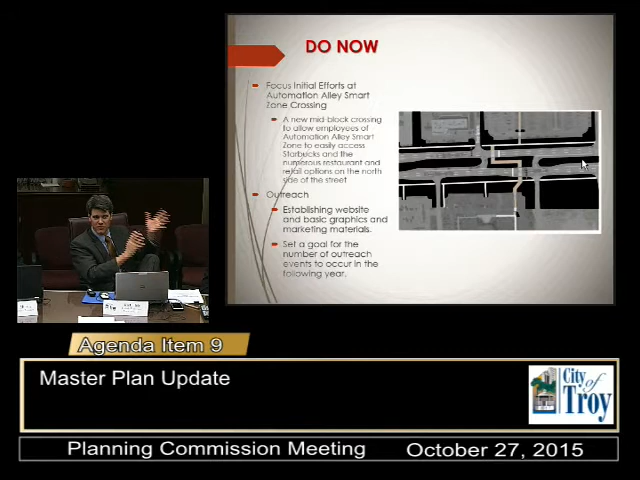 DO NOW
Focus Initial Efforts at
Automation Alley Smart
Zone Crossing
A new mid-block crossing
to allow employees of
Automation Alley Smart
Zone to easily access
Starbucks and the
numerous restaurant and
retail options on the north
side of the street
Outreach
Establishing website
and basic graphics and
marketing materials.
Set a goal for the
number of outreach
events to occur in the
following year.
Agenda Item 9
Master Plan Update
City
of
Troy
Planning Commission Meeting October 27, 2015